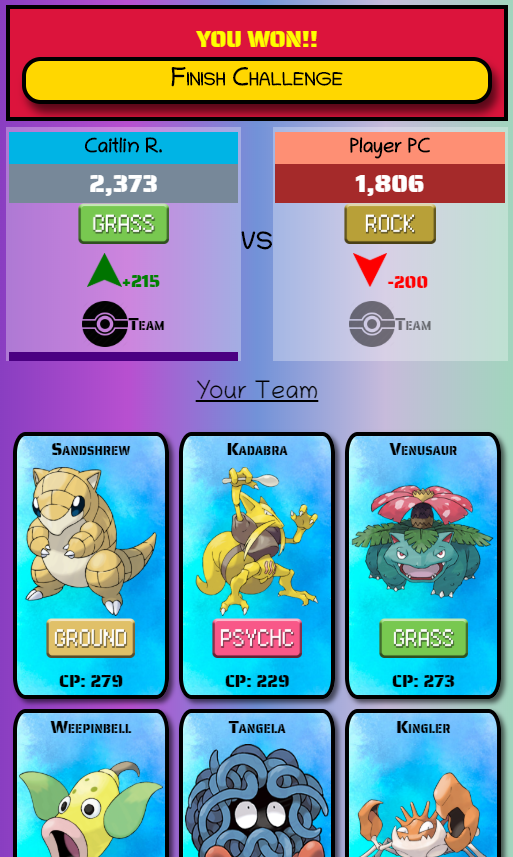 YOU WON!!
Finish Challenge
Caitlin R.
Player PC
2,373
1,806
GRASS
ROCK
VS
+215
-200
Team
Team
Your Team
Sandshrew
Kadabra
Venusaur
GROUND
PSYCHC
GRASS
CP: 279
CP: 229
CP: 273
Weepinbell
Tangela
Kingler